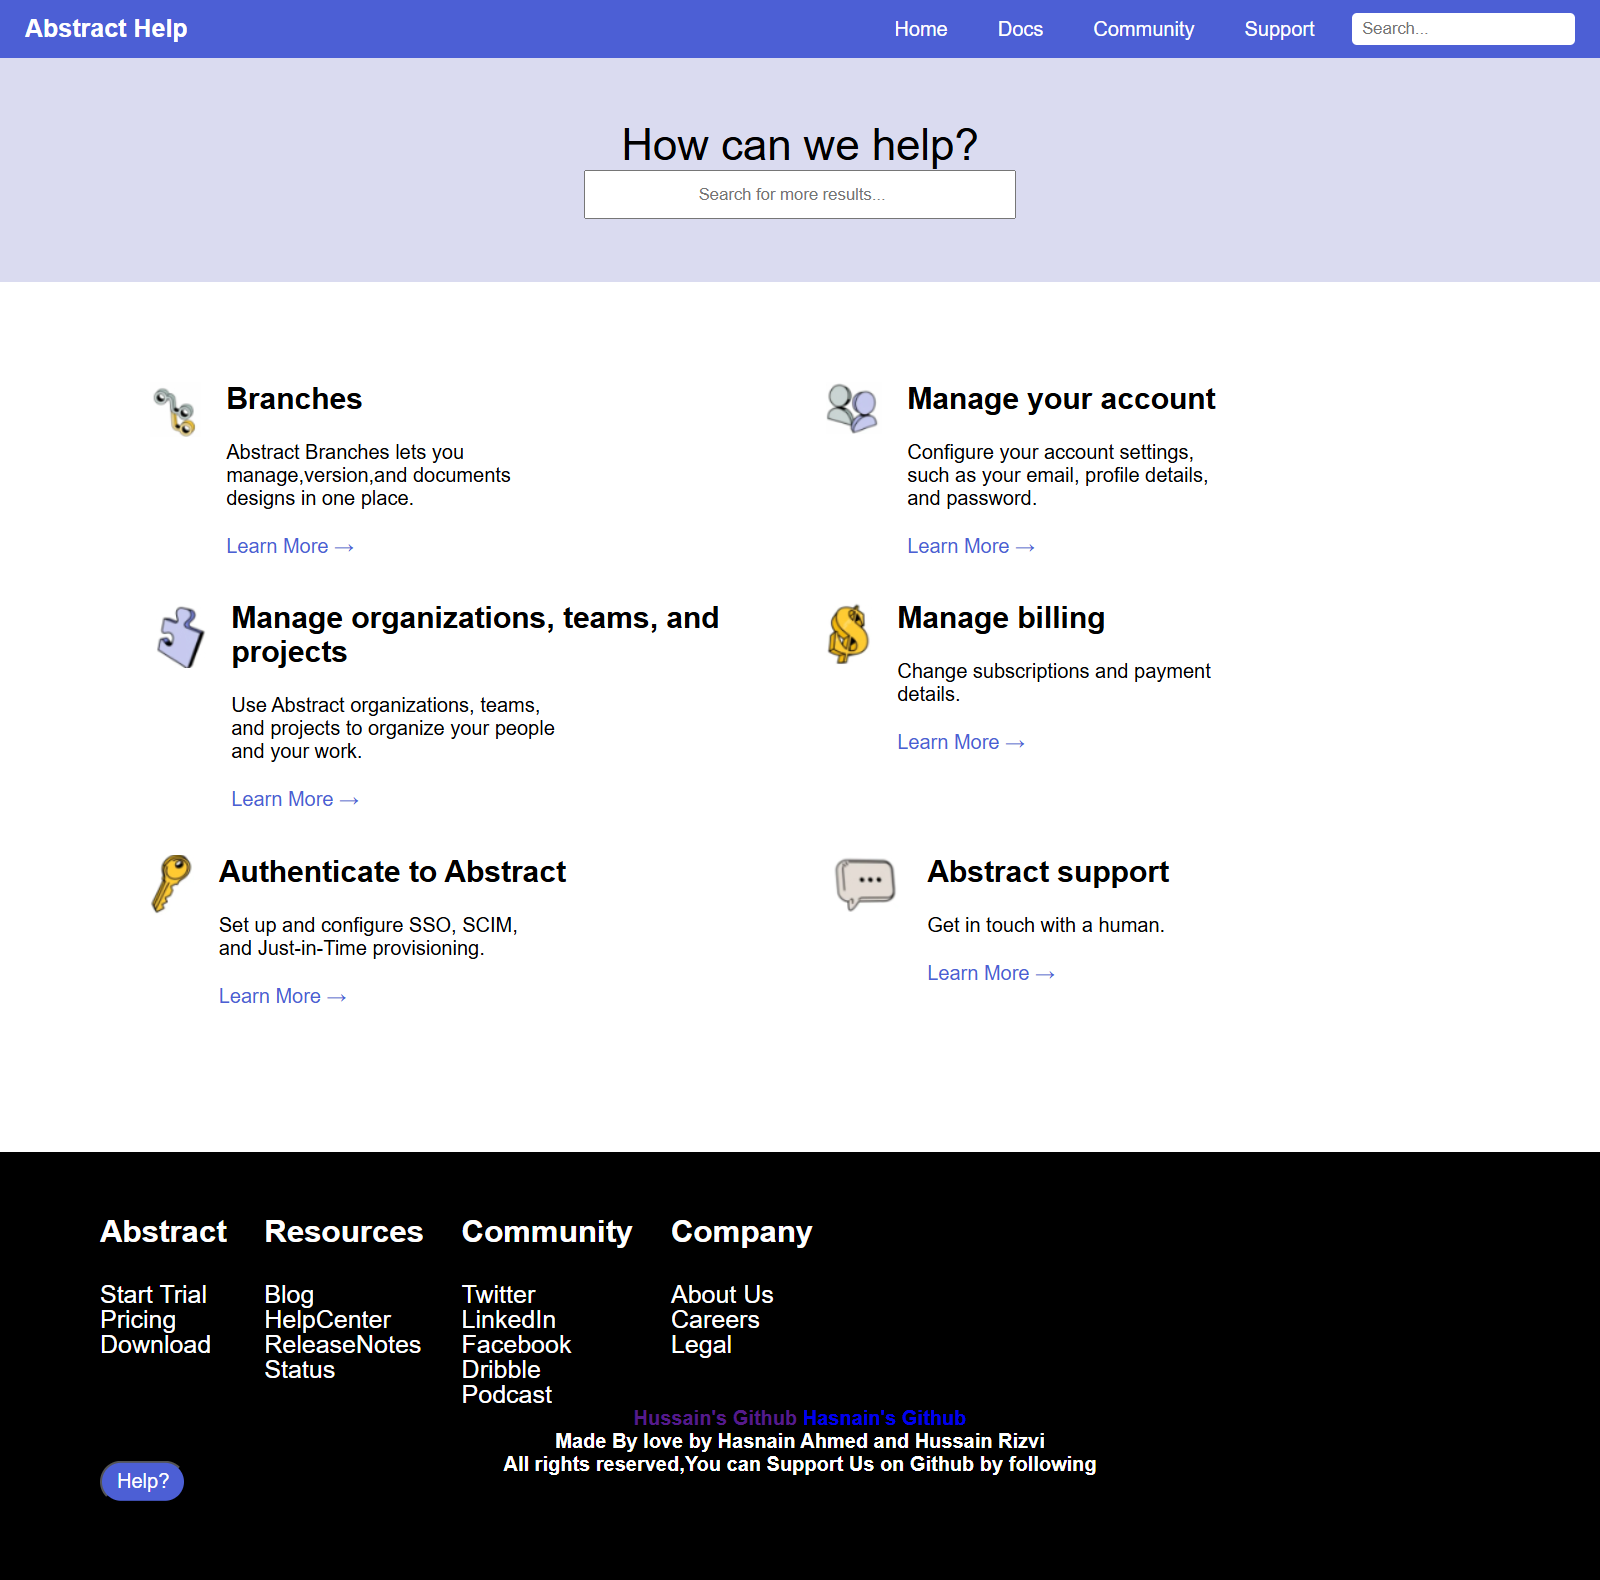 Abstract Help
Home
Docs
Community
Support
Search...
How can we help?
Search for more results...
Branches
Abstract Branches lets you
manage,version,and documents
designs in one place.
Learn More →
Manage your account
Configure your account settings,
such as your email, profile details,
and password.
Learn More →
Manage organizations, teams, and
projects
Use Abstract organizations, teams,
and projects to organize your people
and your work.
Learn More →
Manage billing
Change subscriptions and payment
details.
Learn More →
Authenticate to Abstract
Set up and configure SSO, SCIM,
and Just-in-Time provisioning.
Learn More →
Abstract support
Get in touch with a human.
Learn More →
Abstract
Start Trial
Pricing
Download
Resources
Blog
HelpCenter
ReleaseNotes
Status
Community
Twitter
LinkedIn
Facebook
Dribble
Podcast
Company
About Us
Careers
Legal
Hussain's Github Hasnain's Github
Made By love by Hasnain Ahmed and Hussain Rizvi
All rights reserved,You can Support Us on Github by following
Help?